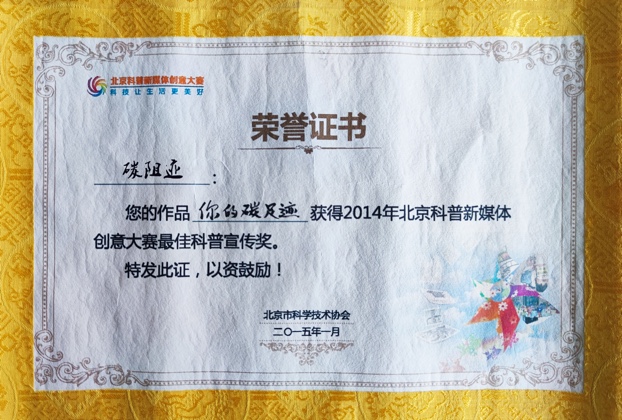 北京科普新媒体创意大赛
科技让生活更美好
荣誉证书
碳阻迹：
您的作品 你的碳足迹 获得2014年北京科普新媒体
创意大赛最佳科普宣传奖。
特发此证，以资鼓励！
北京市科学技术协会
二〇一五年一月